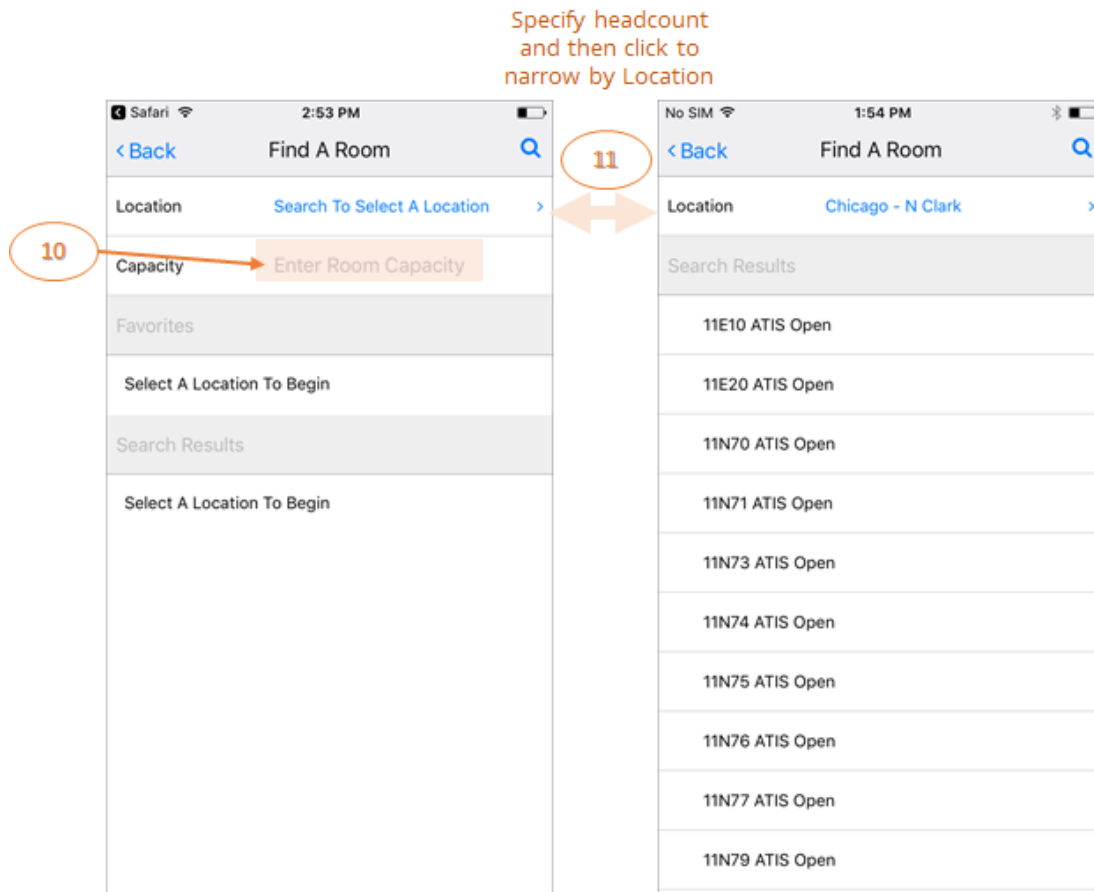 Specify headcount
and then click to
narrow by Location
Safari
2:53 PM
Back
Find A Room
Location
Search To Select A Location
10
Capacity
Enter Room Capacity
Favorites
Select A Location To Begin
Search Results
Select A Location To Begin
11
No SIM
1:54 PM
Back
Find A Room
Location
Chicago - N Clark
Search Results
11E10 ATIS Open
11E20 ATIS Open
11N70 ATIS Open
11N71 ATIS Open
11N73 ATIS Open
11N74 ATIS Open
11N75 ATIS Open
11N76 ATIS Open
11N77 ATIS Open
11N79 ATIS Open